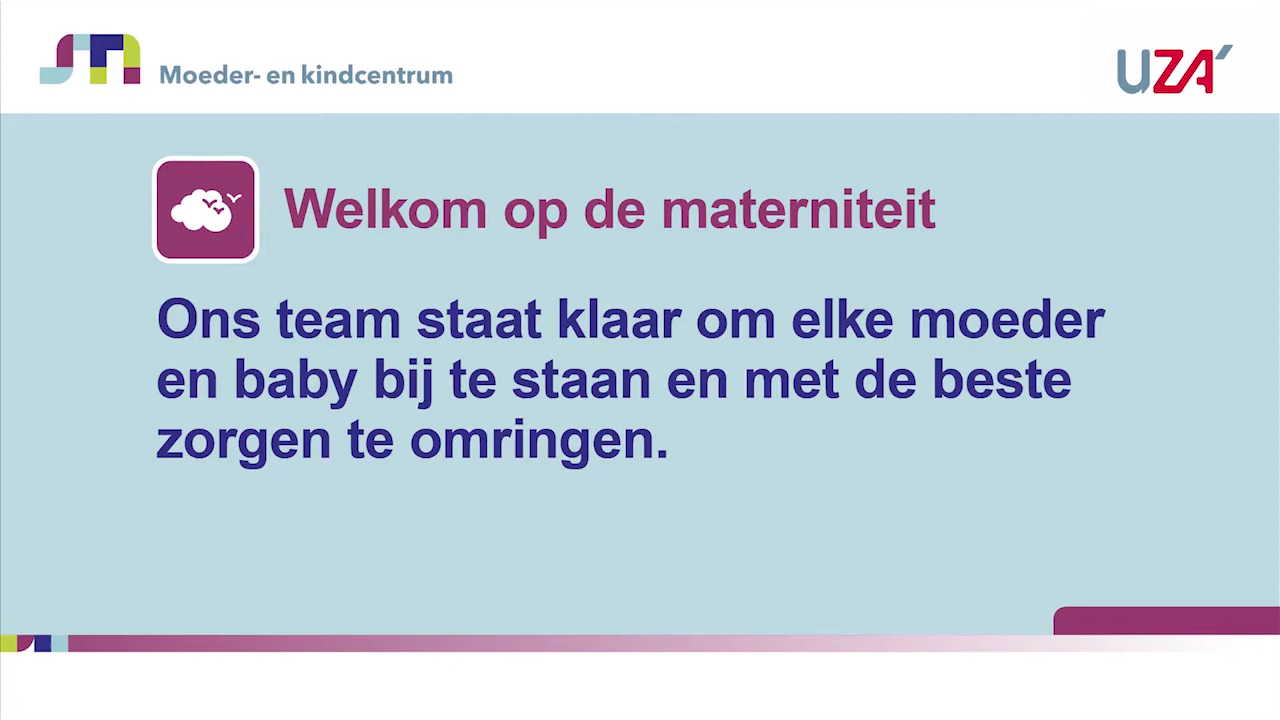 Moeder- en kindcentrum
UZA
Welkom op de materniteit
Ons team staat klaar om elke moeder
en baby bij te staan en met de beste
zorgen te omringen.